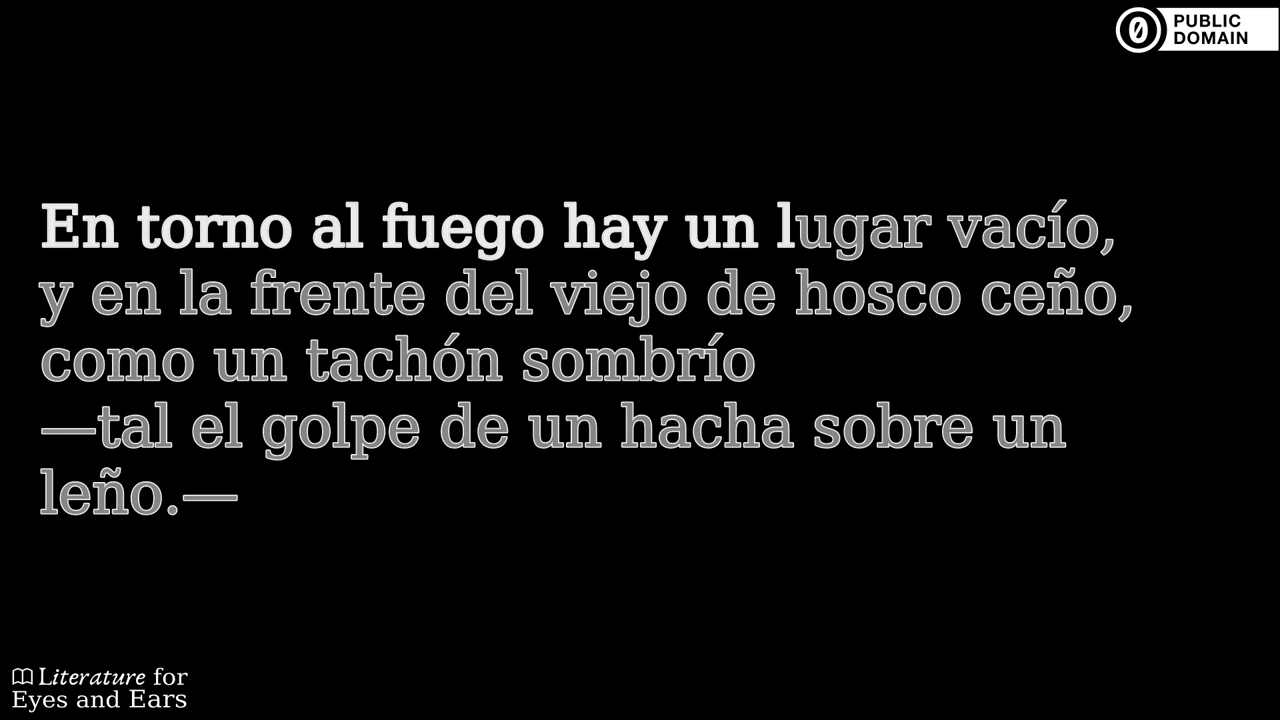 PUBLIC
DOMAIN
En torno al fuego hay un lugar vacío,
y en la frente del viejo de hosco ceño,
como un tachón sombrío
—tal el golpe de un hacha sobre un
leño.—
Literature for
Eyes and Ears